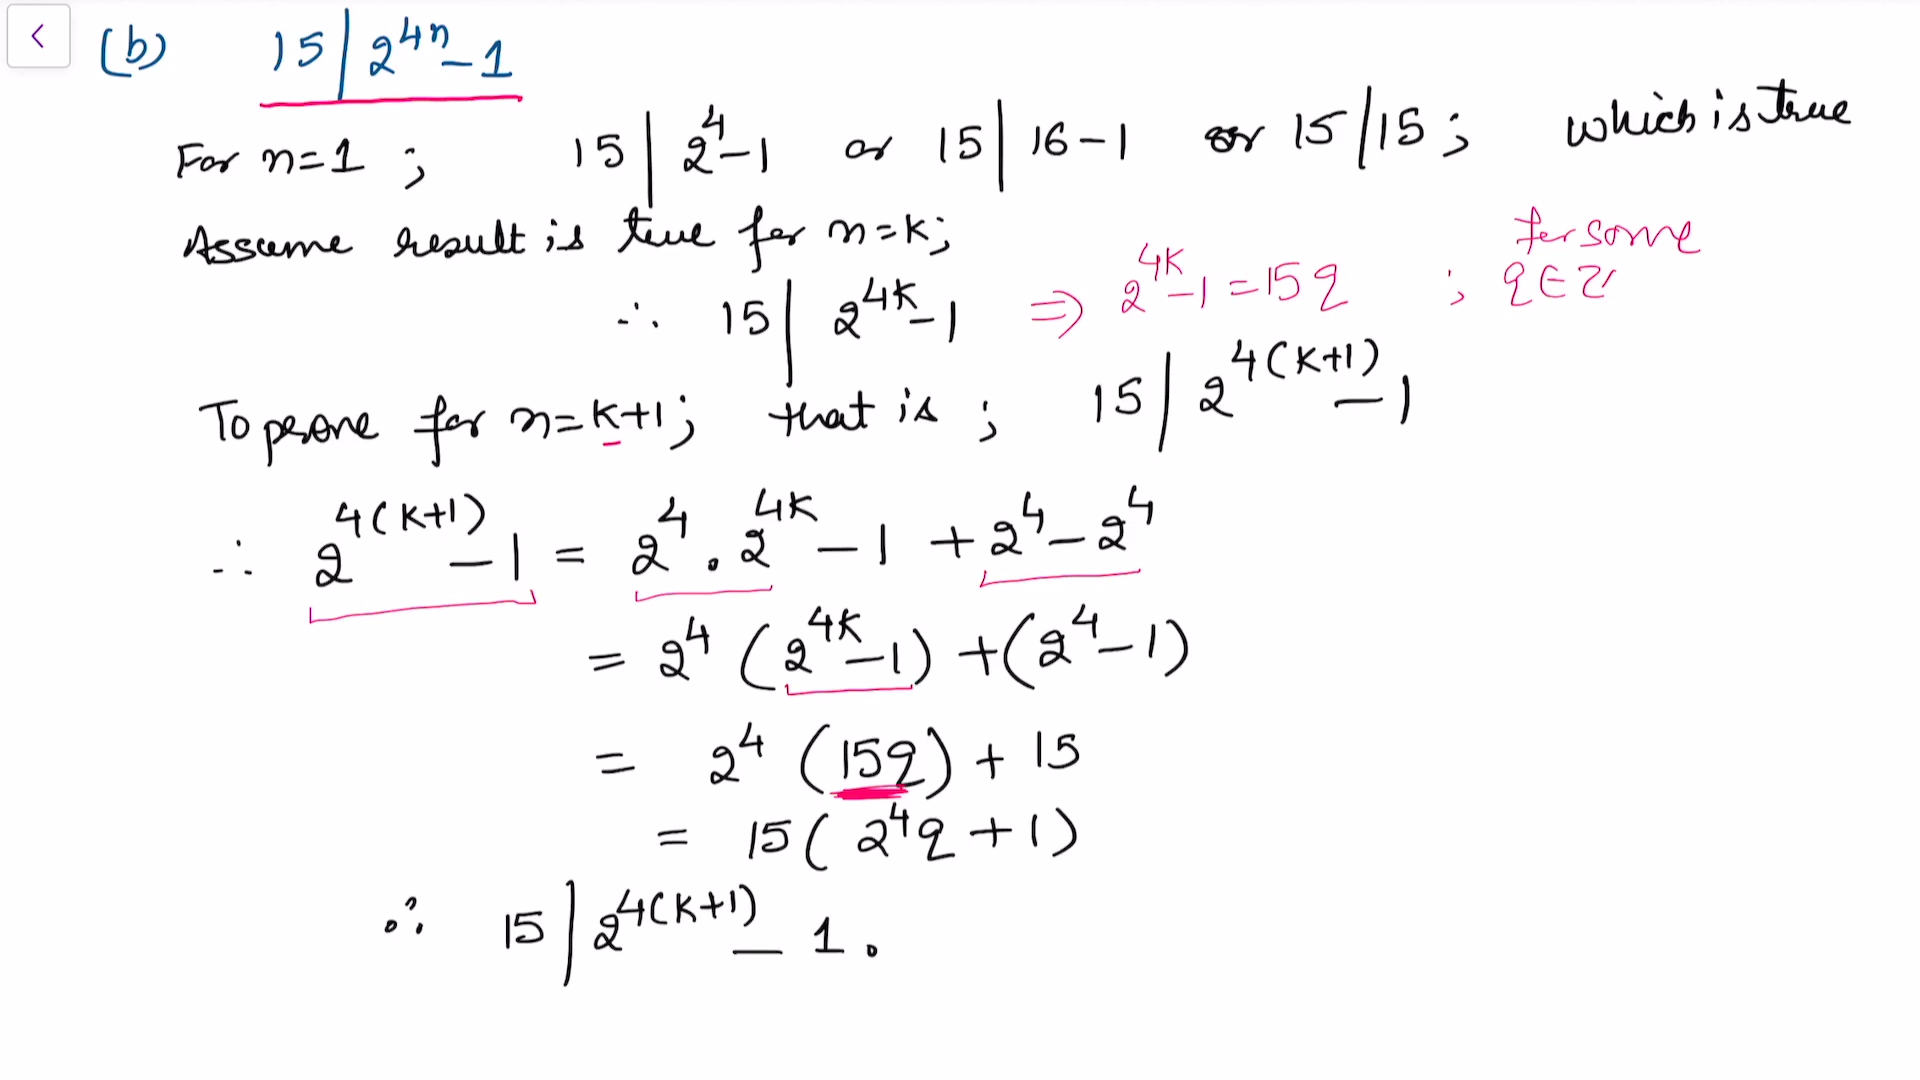 (b) 15 | 2^{4n} - 1
For n=1 ; 15 | 2^4 - 1 or 15 | 16 - 1 or 15 | 15 ; which is true
Assume result is true for n=k;
for some
∴ 15 | 2^{4k} - 1 ⇒ 2^{4k} - 1 = 15q ; q ∈ ℤ
To prove for n=k+1; that is ; 15 | 2^{4(k+1)} - 1
∴ 2^{4(k+1)} - 1 = 2^4 . 2^{4k} - 1 + 2^4 - 2^4
= 2^4 (2^{4k} - 1) + (2^4 - 1)
= 2^4 (15q) + 15
= 15 ( 2^4 q + 1)
∴ 15 | 2^{4(k+1)} - 1 .